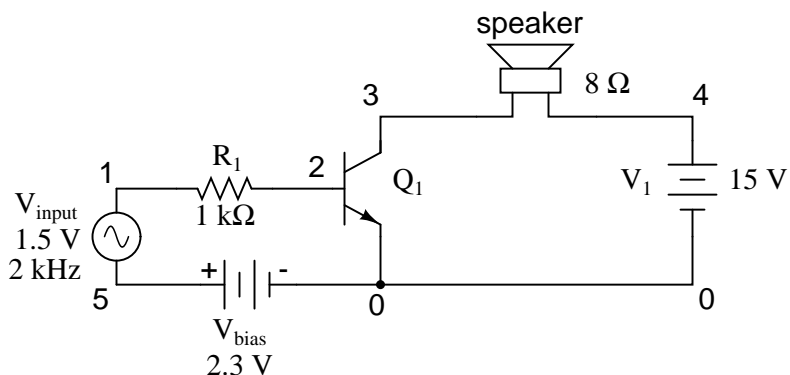 speaker
8 Ω
3
4
R1
1
2
Q1
V1
15 V
Vinput
1.5 V
2 kHz
1 kΩ
+
-
5
0
0
Vbias
2.3 V